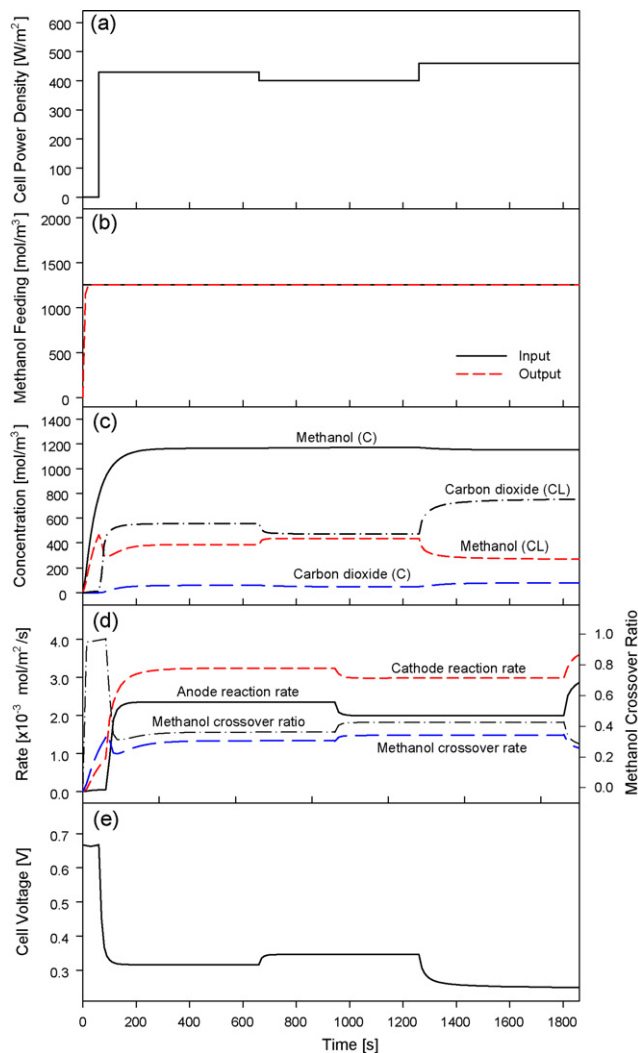 (a)
Cell Power Density [W/m²]
600
500
400
300
200
100
0
(b)
Methanol Feeding [mol/m³]
2000
1500
1000
500
0
Input
Output
(c)
Concentration [mol/m³]
1400
1200
1000
800
600
400
200
0
Methanol (C)
Carbon dioxide (CL)
Methanol (CL)
Carbon dioxide (C)
(d)
Rate [x10⁻³ mol/m²/s]
4.0
3.0
2.0
1.0
0.0
Cathode reaction rate
Anode reaction rate
Methanol crossover ratio
Methanol crossover rate
1.0
0.8
0.6
0.4
0.2
0.0
Methanol Crossover Ratio
(e)
Cell Voltage [V]
0.7
0.6
0.5
0.4
0.3
0 200 400 600 800 1000 1200 1400 1600 1800
Time [s]